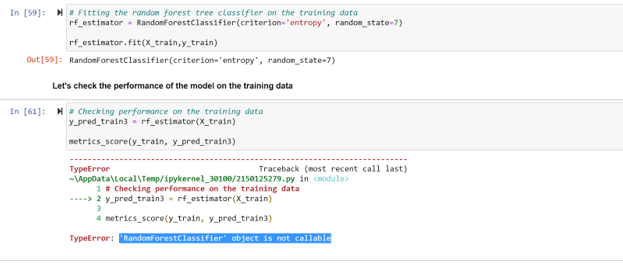 In [59]: # Fitting the random forest tree classifier on the training data
rf_estimator = RandomForestClassifier(criterion='entropy', random_state=7)
rf_estimator.fit(X_train,y_train)
Out[59]: RandomForestClassifier(criterion='entropy', random_state=7)
Let's check the performance of the model on the training data
In [61]: # Checking performance on the training data
y_pred_train3 = rf_estimator(X_train)
metrics_score(y_train, y_pred_train3)
---------------------------------------------------------------------------
TypeError Traceback (most recent call last)
~\AppData\Local\Temp/ipykernel_30100/2150125279.py in <module>
1 # Checking performance on the training data
----> 2 y_pred_train3 = rf_estimator(X_train)
3
4 metrics_score(y_train, y_pred_train3)
TypeError: 'RandomForestClassifier' object is not callable